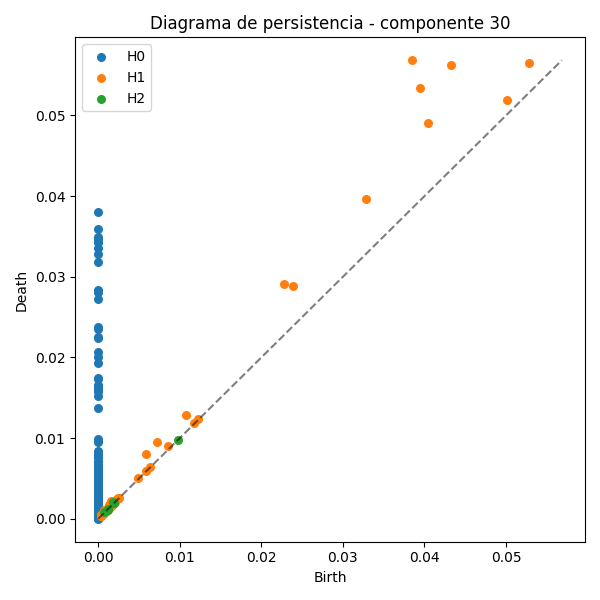 Diagrama de persistencia - componente 30
H0
H1
H2
Death
0.05
0.04
0.03
0.02
0.01
0.00
0.00 0.01 0.02 0.03 0.04 0.05
Birth